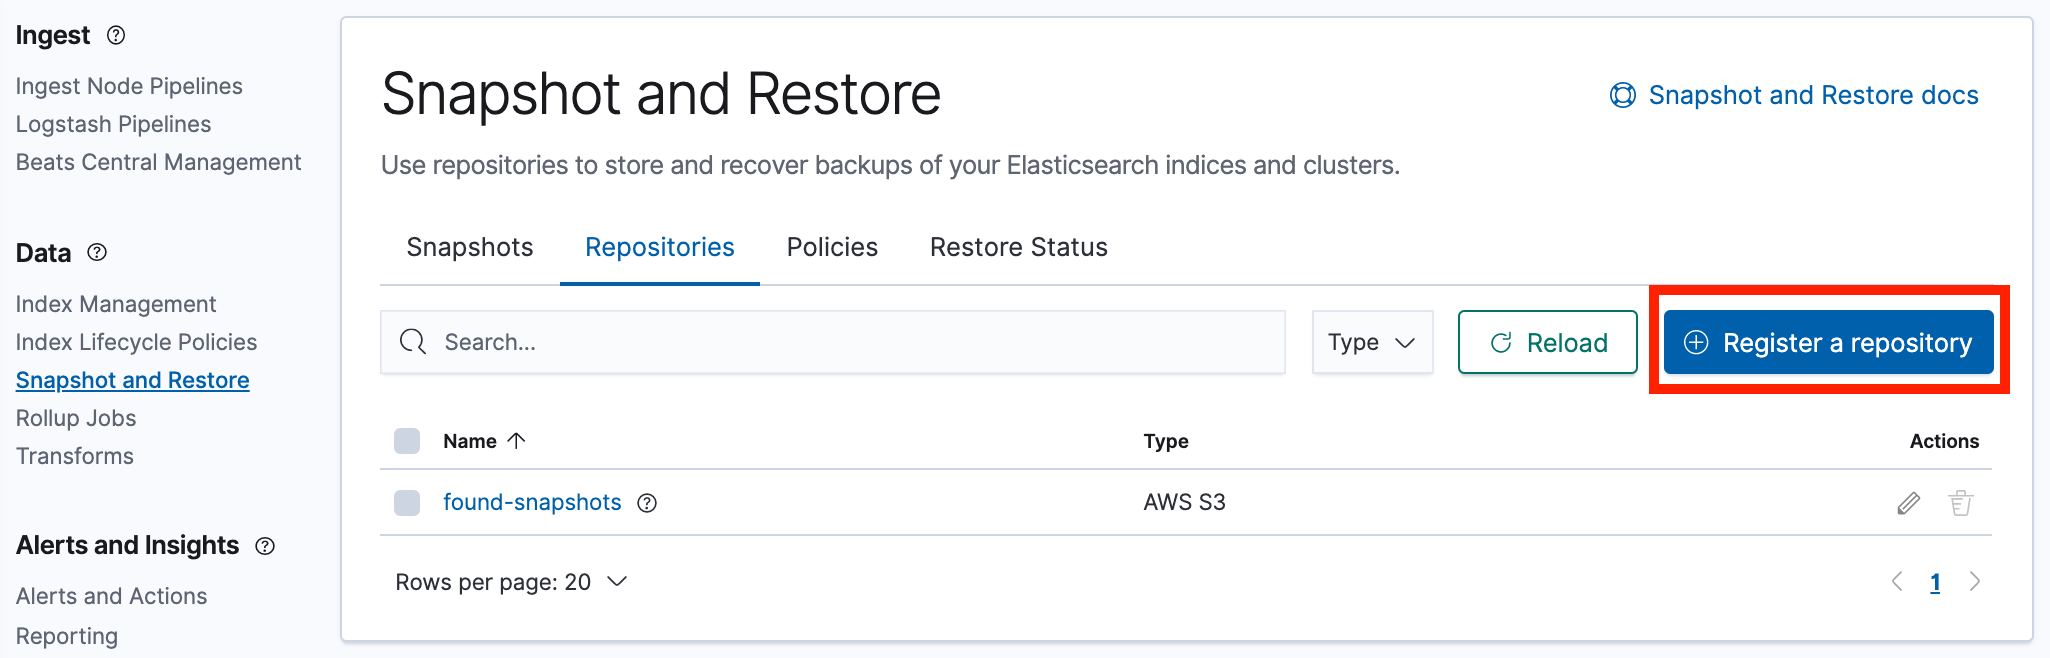 Ingest
Ingest Node Pipelines
Logstash Pipelines
Beats Central Management
Data
Index Management
Index Lifecycle Policies
Snapshot and Restore
Rollup Jobs
Transforms
Alerts and Insights
Alerts and Actions
Reporting
Snapshot and Restore
Snapshot and Restore docs
Use repositories to store and recover backups of your Elasticsearch indices and clusters.
Snapshots Repositories Policies Restore Status
Search... Type Reload Register a repository
Name Type Actions
found-snapshots AWS S3
Rows per page: 20 1